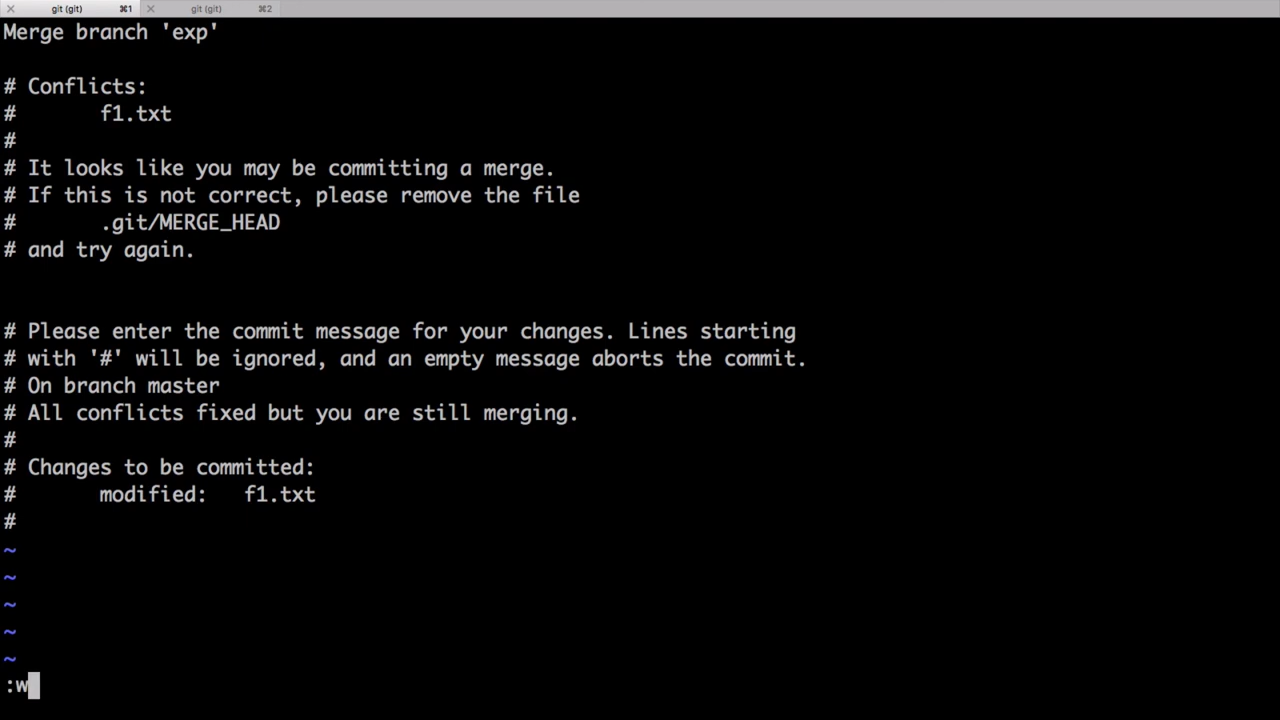 git (git) ⌘1 git (git) ⌘2
Merge branch 'exp'
# Conflicts:
#       f1.txt
#
# It looks like you may be committing a merge.
# If this is not correct, please remove the file
#       .git/MERGE_HEAD
# and try again.
# Please enter the commit message for your changes. Lines starting
# with '#' will be ignored, and an empty message aborts the commit.
# On branch master
# All conflicts fixed but you are still merging.
#
# Changes to be committed:
#       modified:   f1.txt
#
~
~
~
~
~
:w